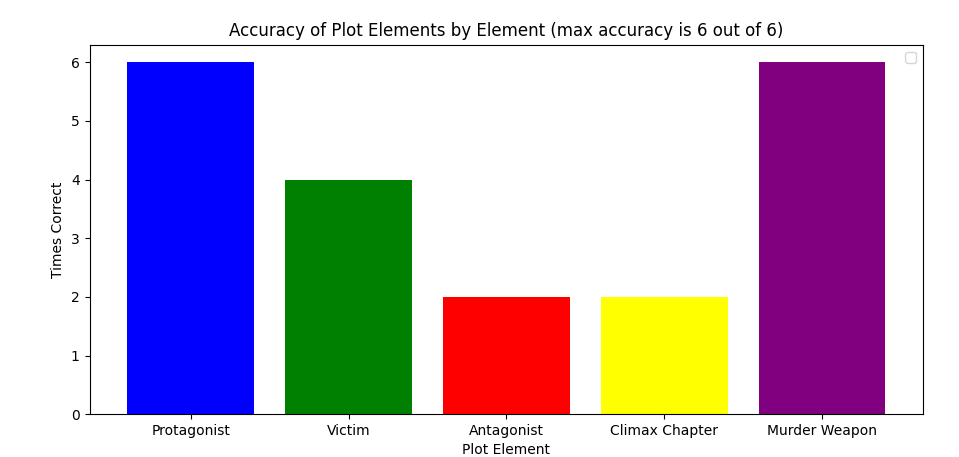 Accuracy of Plot Elements by Element (max accuracy is 6 out of 6)
Times Correct
6
5
4
3
2
1
0
Protagonist Victim Antagonist Climax Chapter Murder Weapon
Plot Element